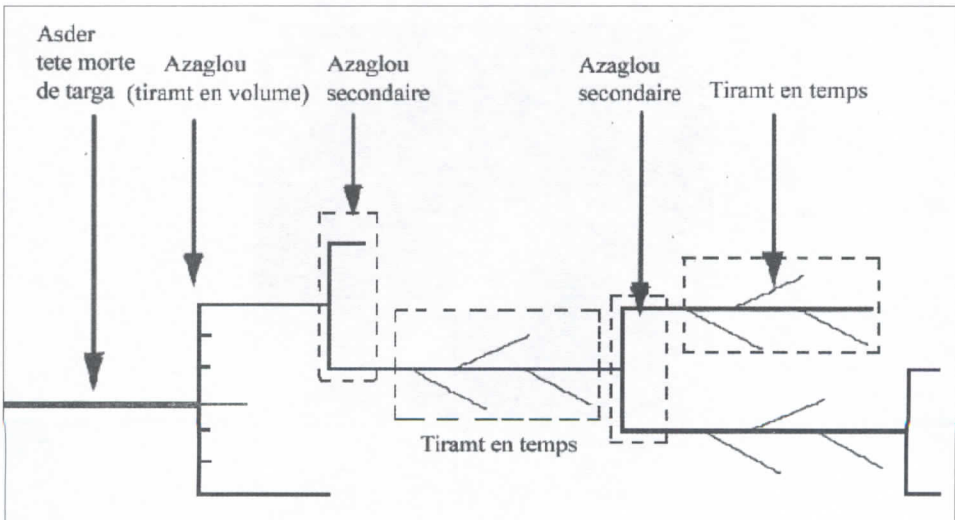 Asder
tete morte
de targa
Azaglou
(tiramt en volume)
Azaglou
secondaire
Azaglou
secondaire
Tiramt en temps
Tiramt en temps